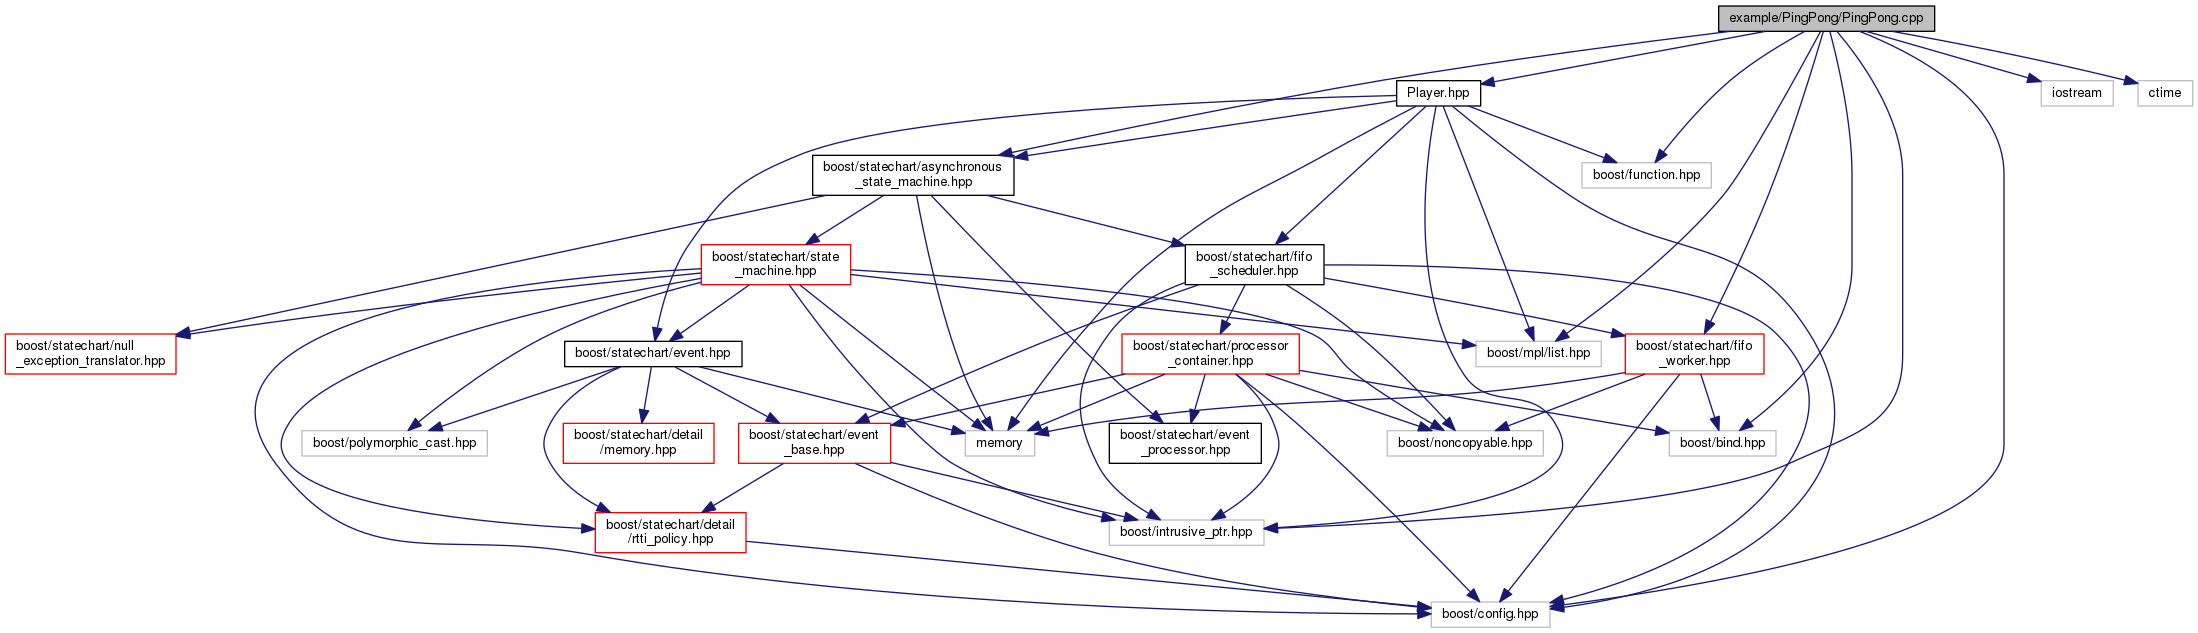 example/PingPong/PingPong.cpp
Player.hpp
iostream
ctime
boost/statechart/asynchronous
_state_machine.hpp
boost/function.hpp
boost/statechart/state
_machine.hpp
boost/statechart/fifo
_scheduler.hpp
boost/statechart/null
_exception_translator.hpp
boost/statechart/event.hpp
boost/statechart/processor
_container.hpp
boost/mpl/list.hpp
boost/statechart/fifo
_worker.hpp
boost/polymorphic_cast.hpp
boost/statechart/detail
/memory.hpp
boost/statechart/event
_base.hpp
memory
boost/statechart/event
_processor.hpp
boost/noncopyable.hpp
boost/bind.hpp
boost/statechart/detail
/rtti_policy.hpp
boost/intrusive_ptr.hpp
boost/config.hpp